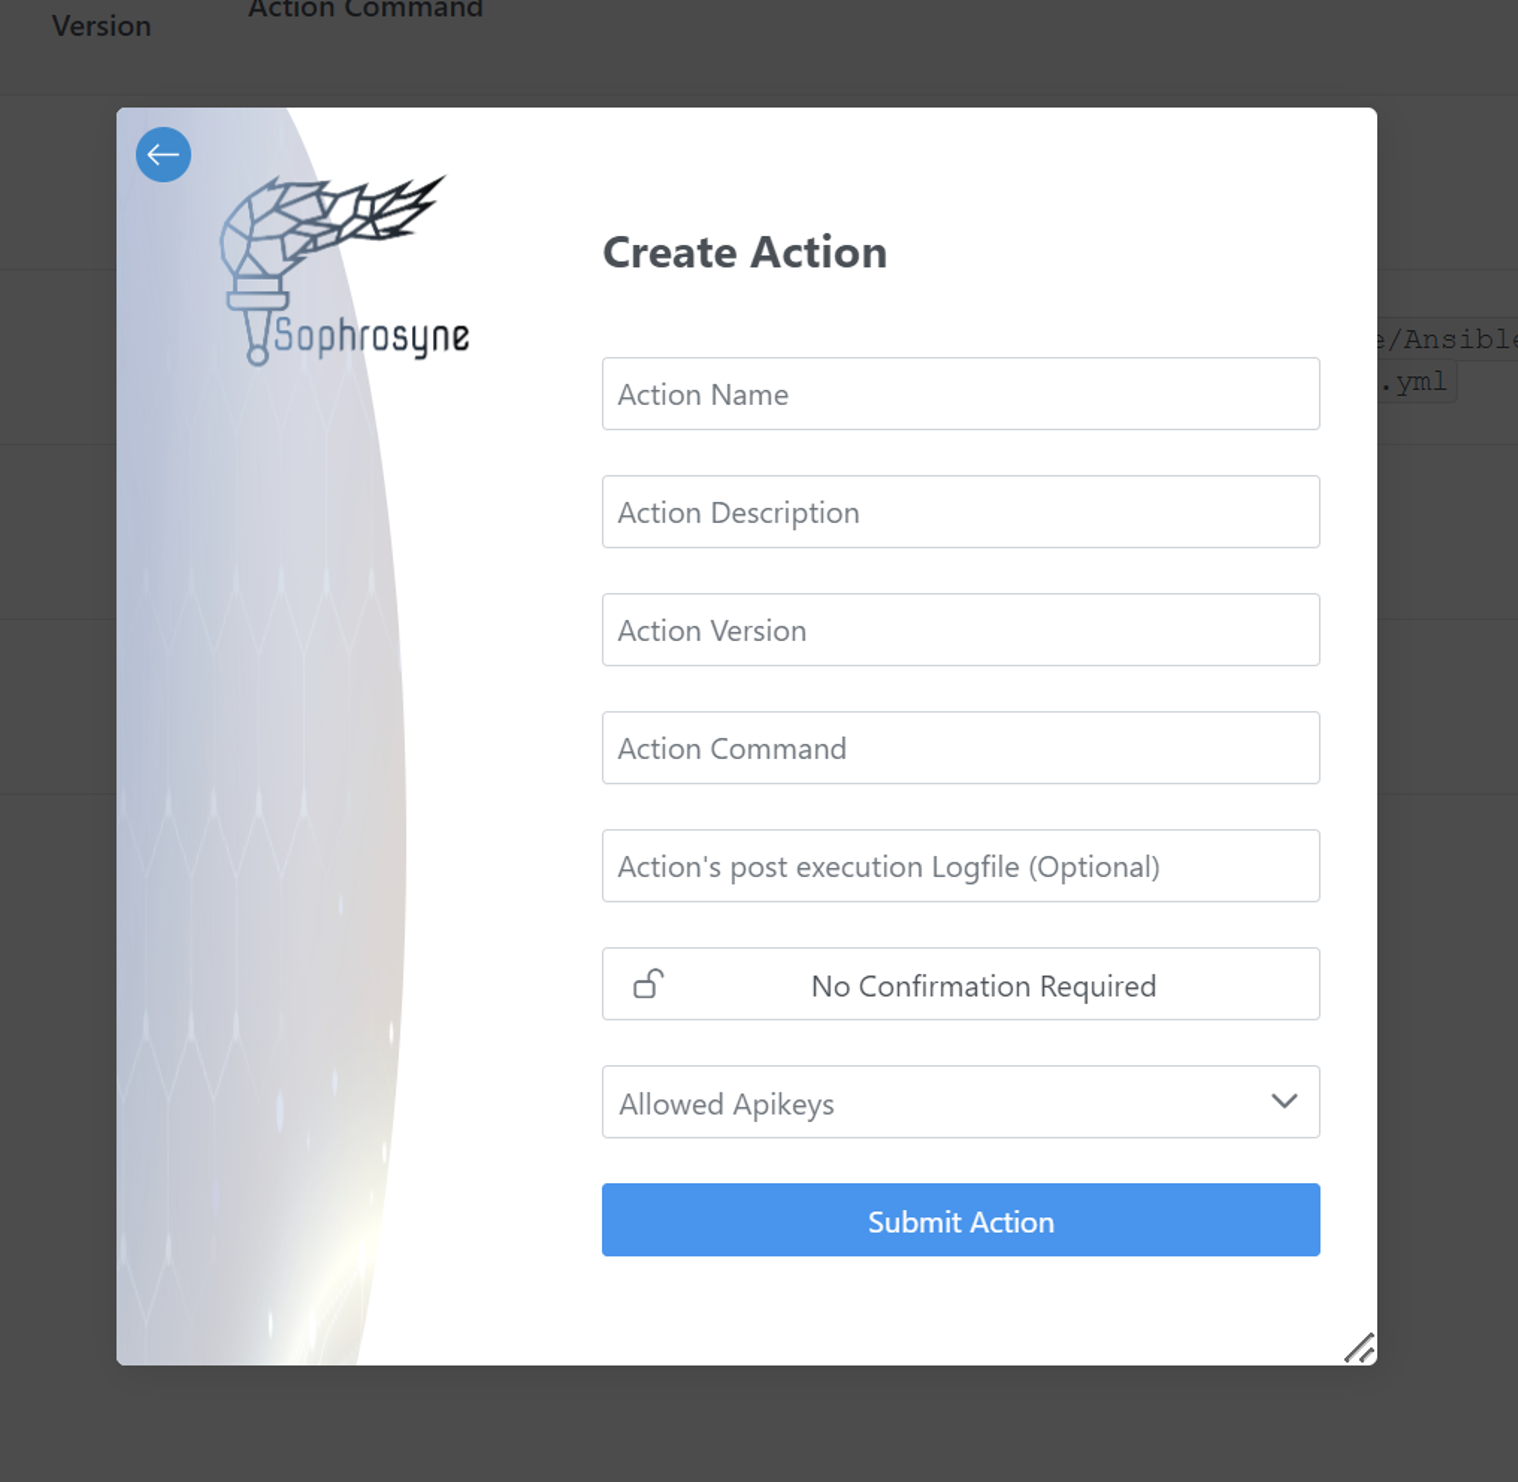 Action Command
Version
Sophrosyne
Create Action
e/Ansible
.yml
Action Name
Action Description
Action Version
Action Command
Action's post execution Logfile (Optional)
No Confirmation Required
Allowed Apikeys
Submit Action